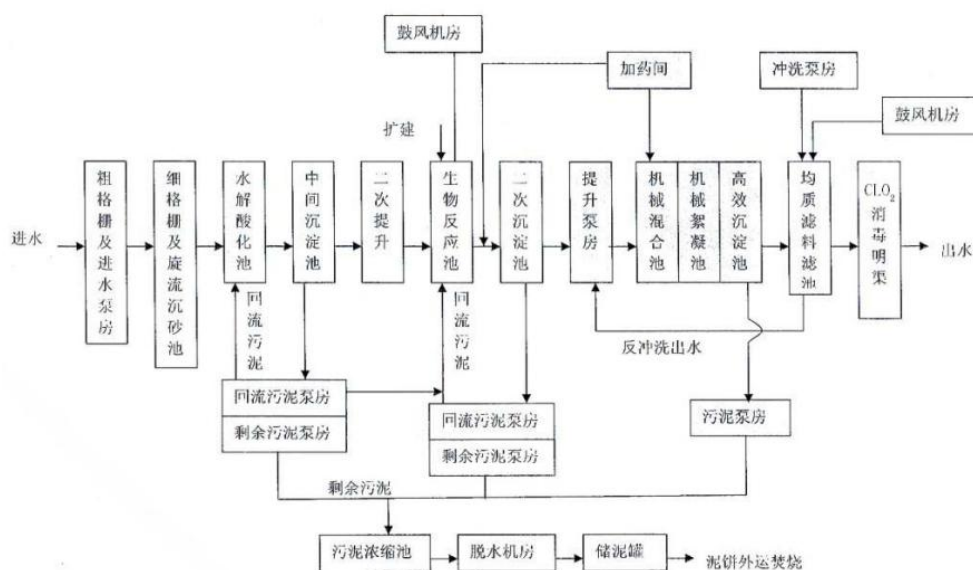 鼓风机房
加药间
冲洗泵房
鼓风机房
扩建
进水
粗格栅及进水泵房
细格栅及旋流沉砂池
水解酸化池
中间沉淀池
二次提升
生物反应池
二次沉淀池
提升泵房
机械混合池
机械絮凝池
高效沉淀池
均质滤料滤池
CLO2消毒明渠
出水
回流污泥
回流污泥
反冲洗出水
回流污泥泵房
剩余污泥泵房
回流污泥泵房
剩余污泥泵房
污泥泵房
剩余污泥
污泥浓缩池
脱水机房
储泥罐
泥饼外运焚烧